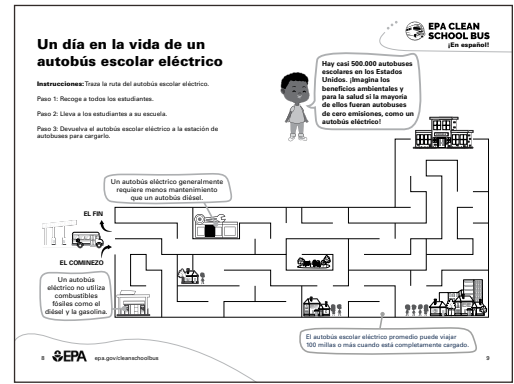 EPA CLEAN
SCHOOL BUS
¡En español!
Un día en la vida de un
autobús escolar eléctrico
Instrucciones: Traza la ruta del autobús escolar eléctrico.
Paso 1: Recoge a todos los estudiantes.
Paso 2: Lleva a los estudiantes a su escuela.
Paso 3: Devuelva el autobús escolar eléctrico a la estación de
autobuses para cargarlo.
Hay casi 500.000 autobuses
escolares en los Estados
Unidos. ¡Imagina los
beneficios ambientales y
para la salud si la mayoría
de ellos fueran autobuses
de cero emisiones, como un
autobús eléctrico!
Un autobús eléctrico generalmente
requiere menos mantenimiento
que un autobús diésel.
EL FIN
EL COMINEZO
Un autobús
eléctrico no utiliza
combustibles
fósiles como el
diésel y la gasolina.
El autobús escolar eléctrico promedio puede viajar
100 millas o más cuando está completamente cargado.
8 EPA epa.gov/cleanschoolbus
9